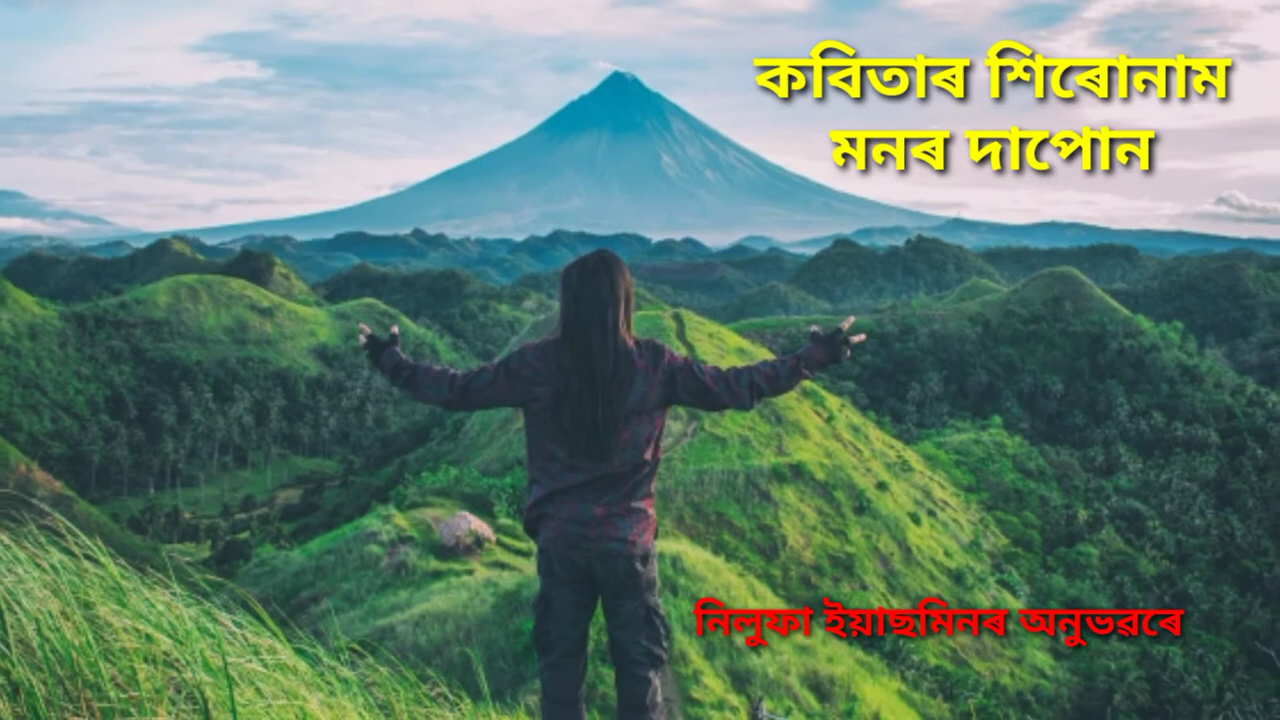 কবিতাৰ শিৰোনাম
মনৰ দাপোন
নিলুফা ইয়াছমিনৰ অনুভৱৰে